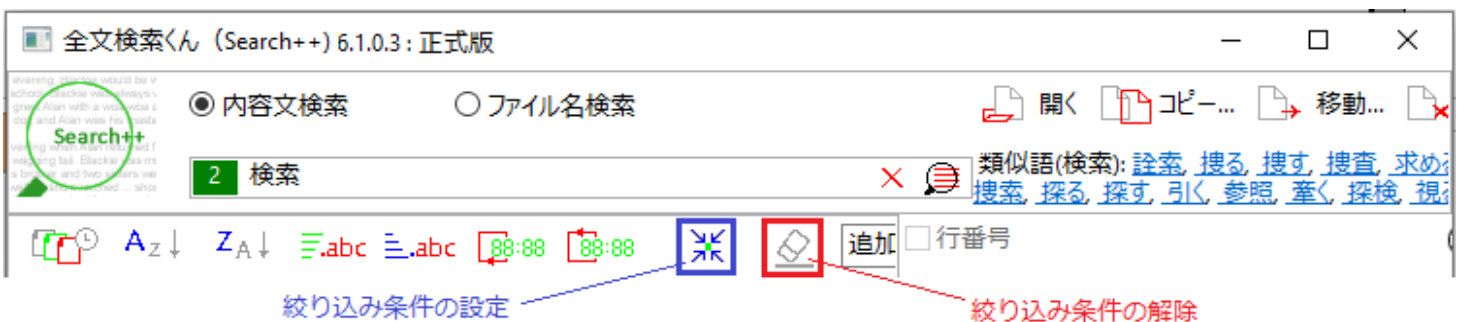 全文検索くん（Search++) 6.1.0.3 : 正式版
Search++
内容文検索
ファイル名検索
開く
コピー...
移動...
2 検索
類似語(検索): 詮索, 捜る, 捜す, 捜査, 求め
捜索, 探る, 探す, 引く, 参照, 牽く, 探検, 視
AZ↓
ZA↓
.abc
.abc
88:88
88:88
追加
行番号
絞り込み条件の設定
絞り込み条件の解除